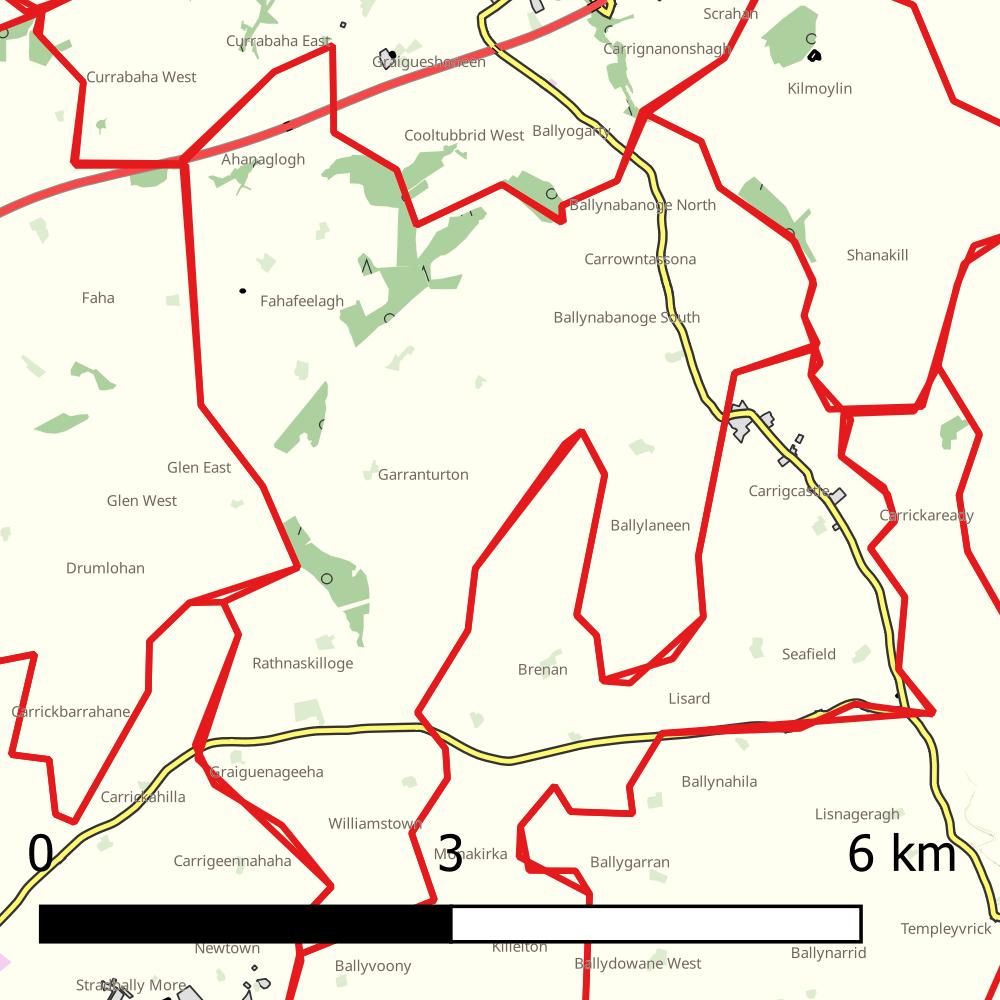 Scrahan
Currabaha East
Carrignanonshagh
Graigueshoneen
Currabaha West
Kilmoylin
Cooltubbrid West
Ballyogarty
Ahanaglogh
Ballynabanoge North
Shanakill
Carrowntassona
Faha
Fahafeelagh
Ballynabanoge South
Glen East
Garranturton
Carrigcastle
Glen West
Carrickaready
Ballylaneen
Drumlohan
Seafield
Rathnaskilloge
Brenan
Lisard
Carrickbarrahane
Graiguenageeha
Ballynahila
Carrickahilla
Lisnageragh
Williamstown
0
3
6 km
Monakirka
Carrigeennahaha
Ballygarran
Templeyvrick
Newtown
Killelton
Ballynarrid
Ballyvoony
Ballydowane West
Stradbally More